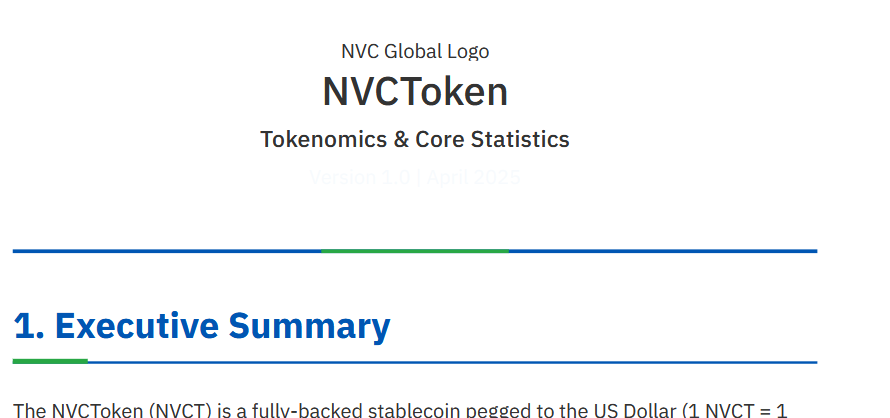 NVC Global Logo
NVCToken
Tokenomics & Core Statistics
Version 1.0 | April 2025
1. Executive Summary
The NVCToken (NVCT) is a fully-backed stablecoin pegged to the US Dollar (1 NVCT = 1